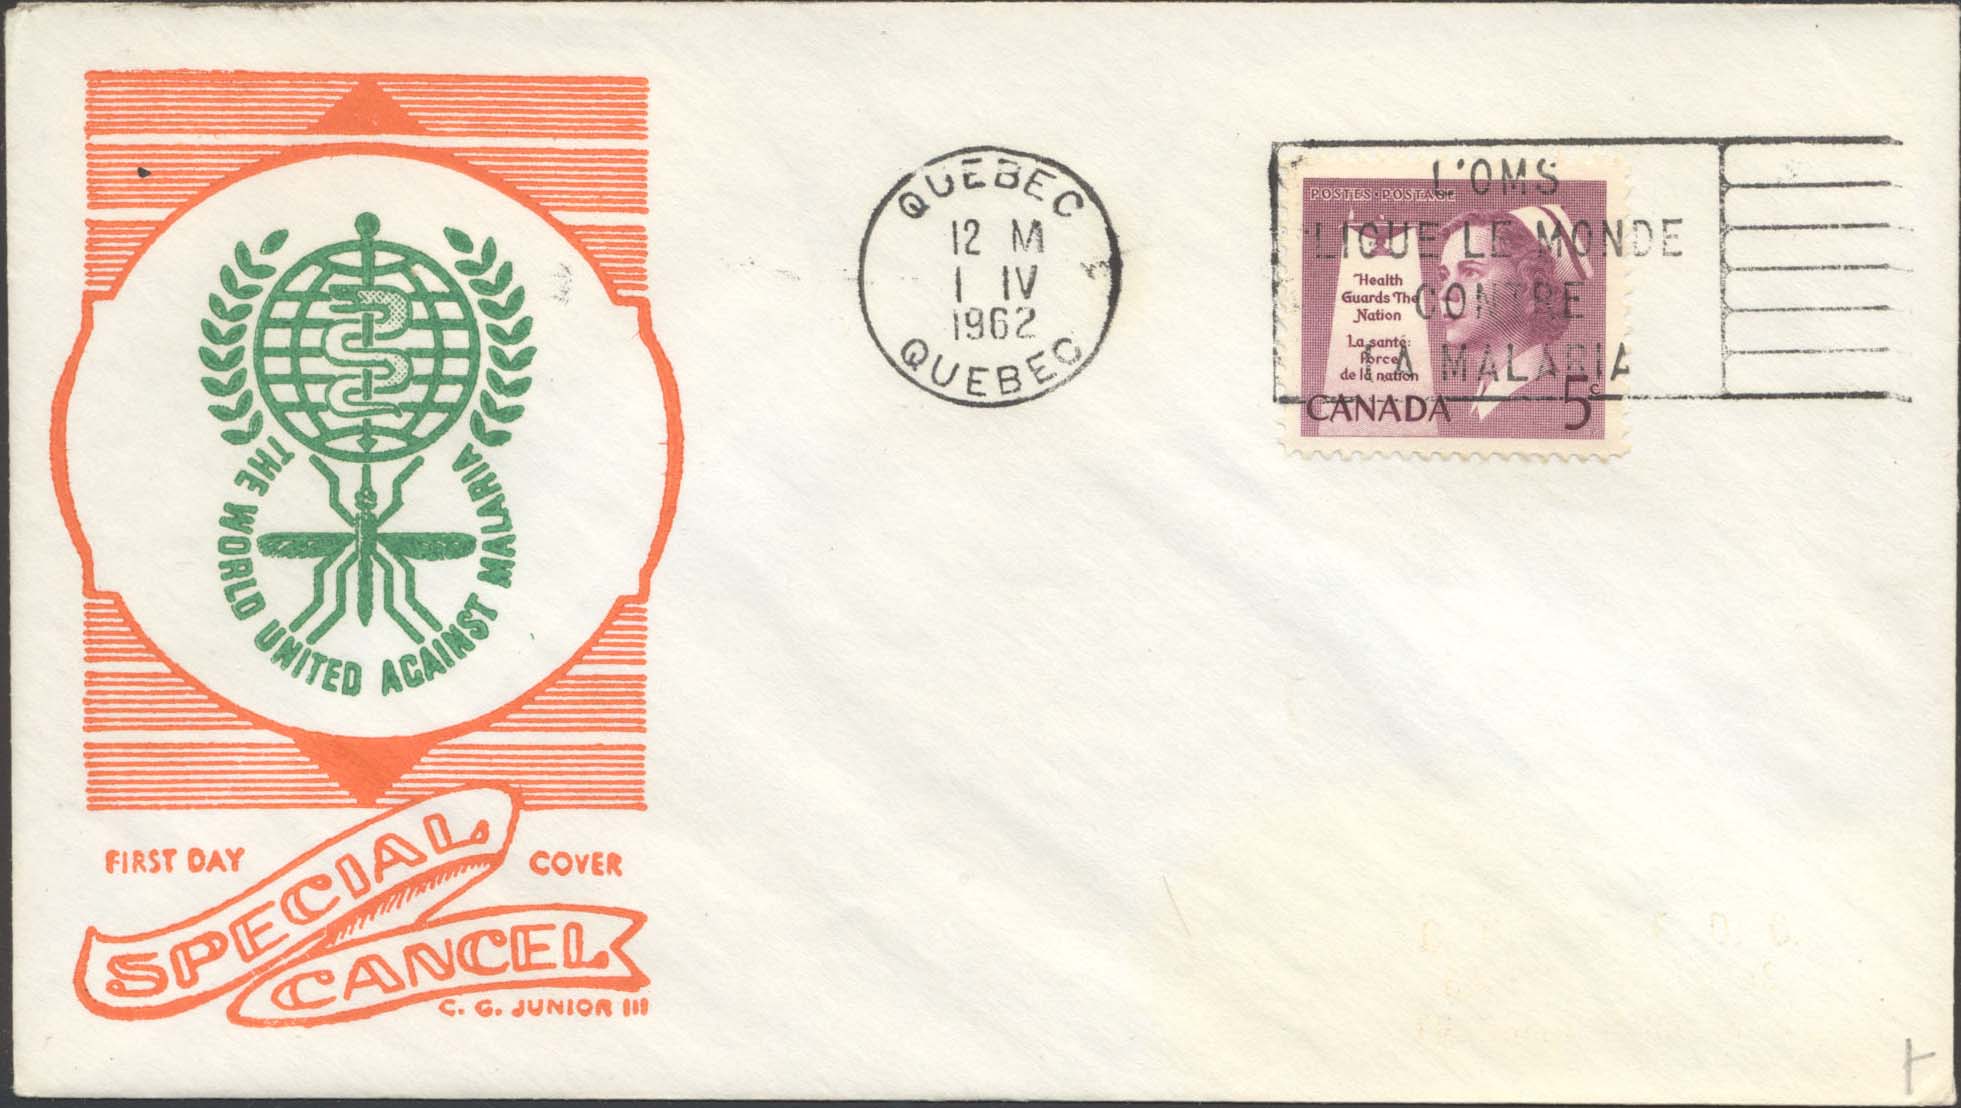 THE WORLD UNITED AGAINST MALARIA
FIRST DAY COVER
SPECIAL
CANCEL
C. G. JUNIOR III
QUEBEC
12 M
1 IV
1962
QUEBEC
L'OMS
LIGUE LE MONDE
CONTRE
LA MALARIA
POSTES·POSTAGE
Health
Guards The
Nation
La santé:
force
de la nation
CANADA 5c